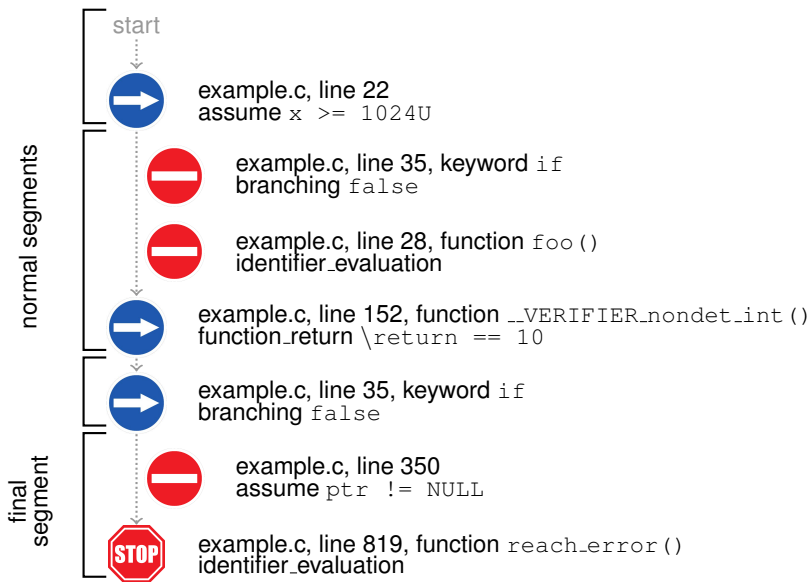 start
example.c, line 22
assume x >= 1024U
normal segments
example.c, line 35, keyword if
branching false
example.c, line 28, function foo()
identifier_evaluation
example.c, line 152, function __VERIFIER_nondet_int()
function_return \return == 10
example.c, line 35, keyword if
branching false
final
segment
example.c, line 350
assume ptr != NULL
STOP
example.c, line 819, function reach_error()
identifier_evaluation